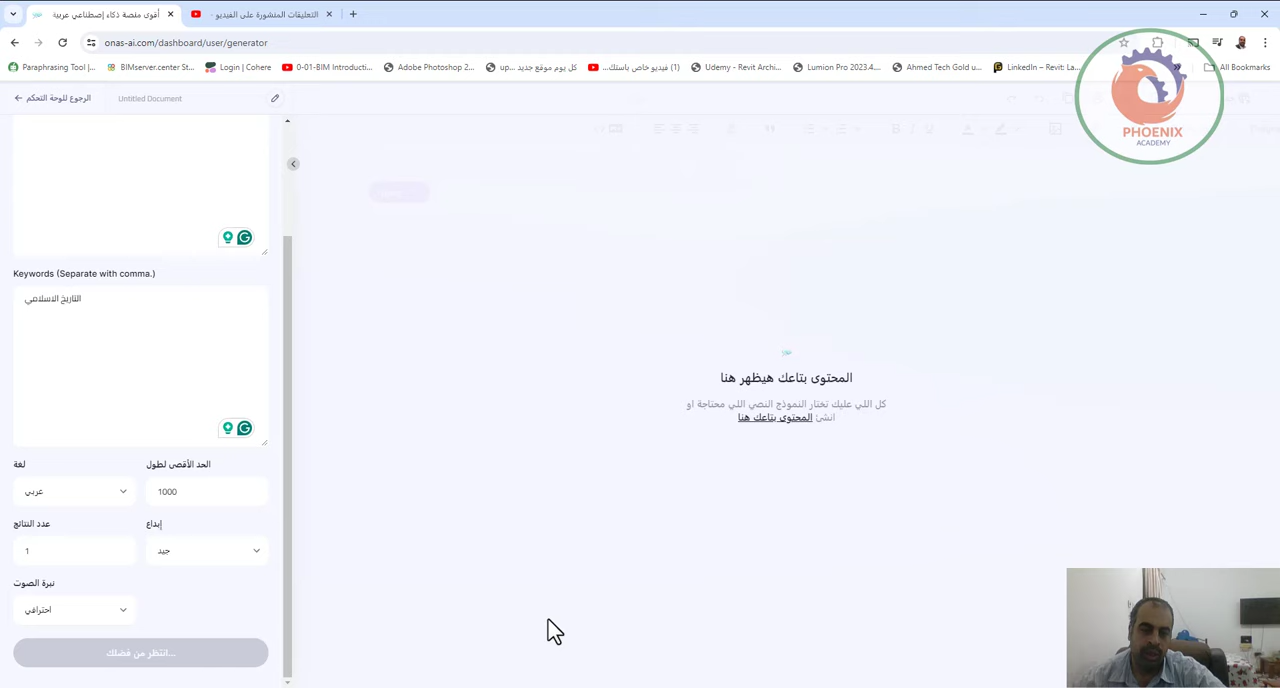 أقوى منصة ذكاء إصطناعي عربية
التعليقات المنشورة على الفيديو -
onas-ai.com/dashboard/user/generator
Paraphrasing Tool |...
BIMserver.center St...
Login | Cohere
0-01-BIM Introducti...
Adobe Photoshop 2...
كل يوم موقع جديد us
(1) فيديو خاص باستك...
Udemy - Revit Archi...
Lumion Pro 2023.4,...
Ahmed Tech Gold u...
LinkedIn – Revit: La...
All Bookmarks
الرجوع للوحة التحكم
Untitled Document
PHOENIX
ACADEMY
Keywords (Separate with comma.)
التاريخ الاسلامي
لغة
الحد الأقصى لطول
عربي
1000
عدد النتائج
إبداع
1
جيد
نبرة الصوت
احترافي
انتظر من فضلك...
المحتوى بتاعك هيظهر هنا
كل اللي عليك تختار النموذج النصي اللي محتاجة او
انشئ المحتوى بتاعك هنا